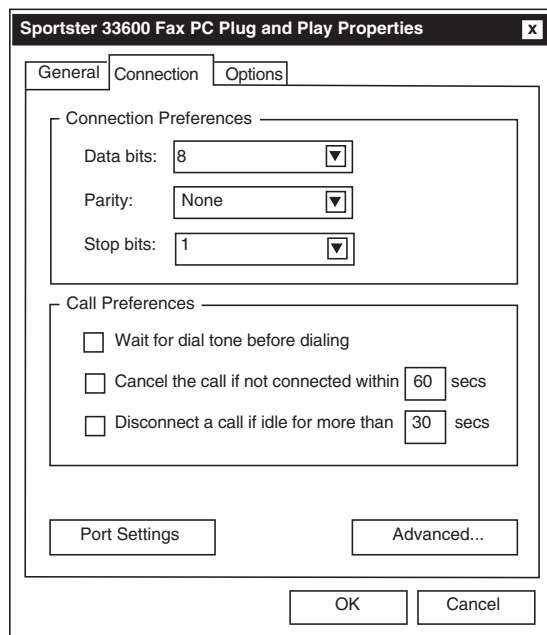 Sportster 33600 Fax PC Plug and Play Properties x
General Connection Options
Connection Preferences
Data bits: 8
Parity: None
Stop bits: 1
Call Preferences
Wait for dial tone before dialing
Cancel the call if not connected within 60 secs
Disconnect a call if idle for more than 30 secs
Port Settings Advanced...
OK Cancel